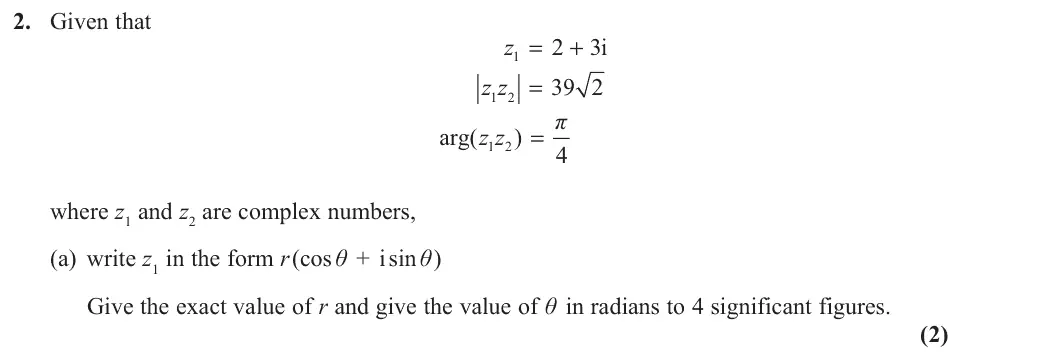 2. Given that
z₁ = 2 + 3i
|z₁z₂| = 39√2
arg(z₁z₂) = π/4
where z₁ and z₂ are complex numbers,
(a) write z₁ in the form r(cos θ + i sin θ)
Give the exact value of r and give the value of θ in radians to 4 significant figures.
(2)